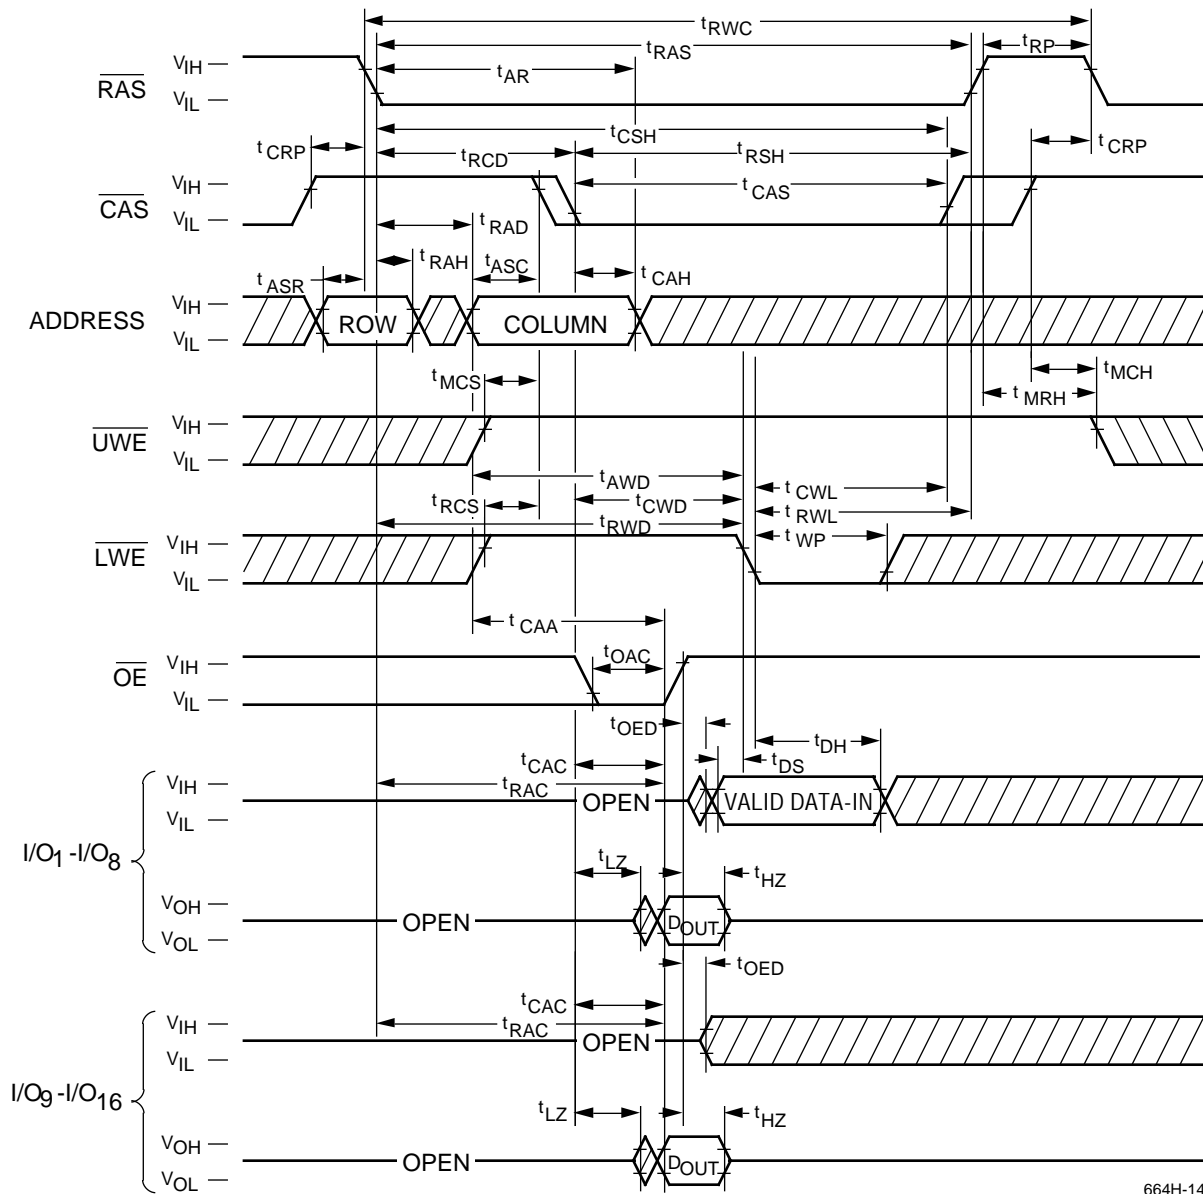 tRWC
tRAS
tRP
tAR
RAS
VIH
VIL
tCSH
tCRP
tRCD
tRSH
tCRP
CAS
VIH
VIL
tCAS
tRAD
tRAH
tASC
tCAH
tASR
ADDRESS
VIH
VIL
ROW
COLUMN
tMCS
tMCH
tMRH
UWE
VIH
VIL
tAWD
tCWL
tRCS
tCWD
tRWL
tRWD
tWP
LWE
VIH
VIL
tCAA
tOAC
OE
VIH
VIL
tOED
tDH
tDS
tCAC
tRAC
VIH
VIL
OPEN
VALID DATA-IN
I/O1 -I/O8
tLZ
tHZ
VOH
VOL
OPEN
DOUT
tOED
tCAC
tRAC
VIH
VIL
OPEN
I/O9 -I/O16
tLZ
tHZ
VOH
VOL
OPEN
DOUT
664H-14